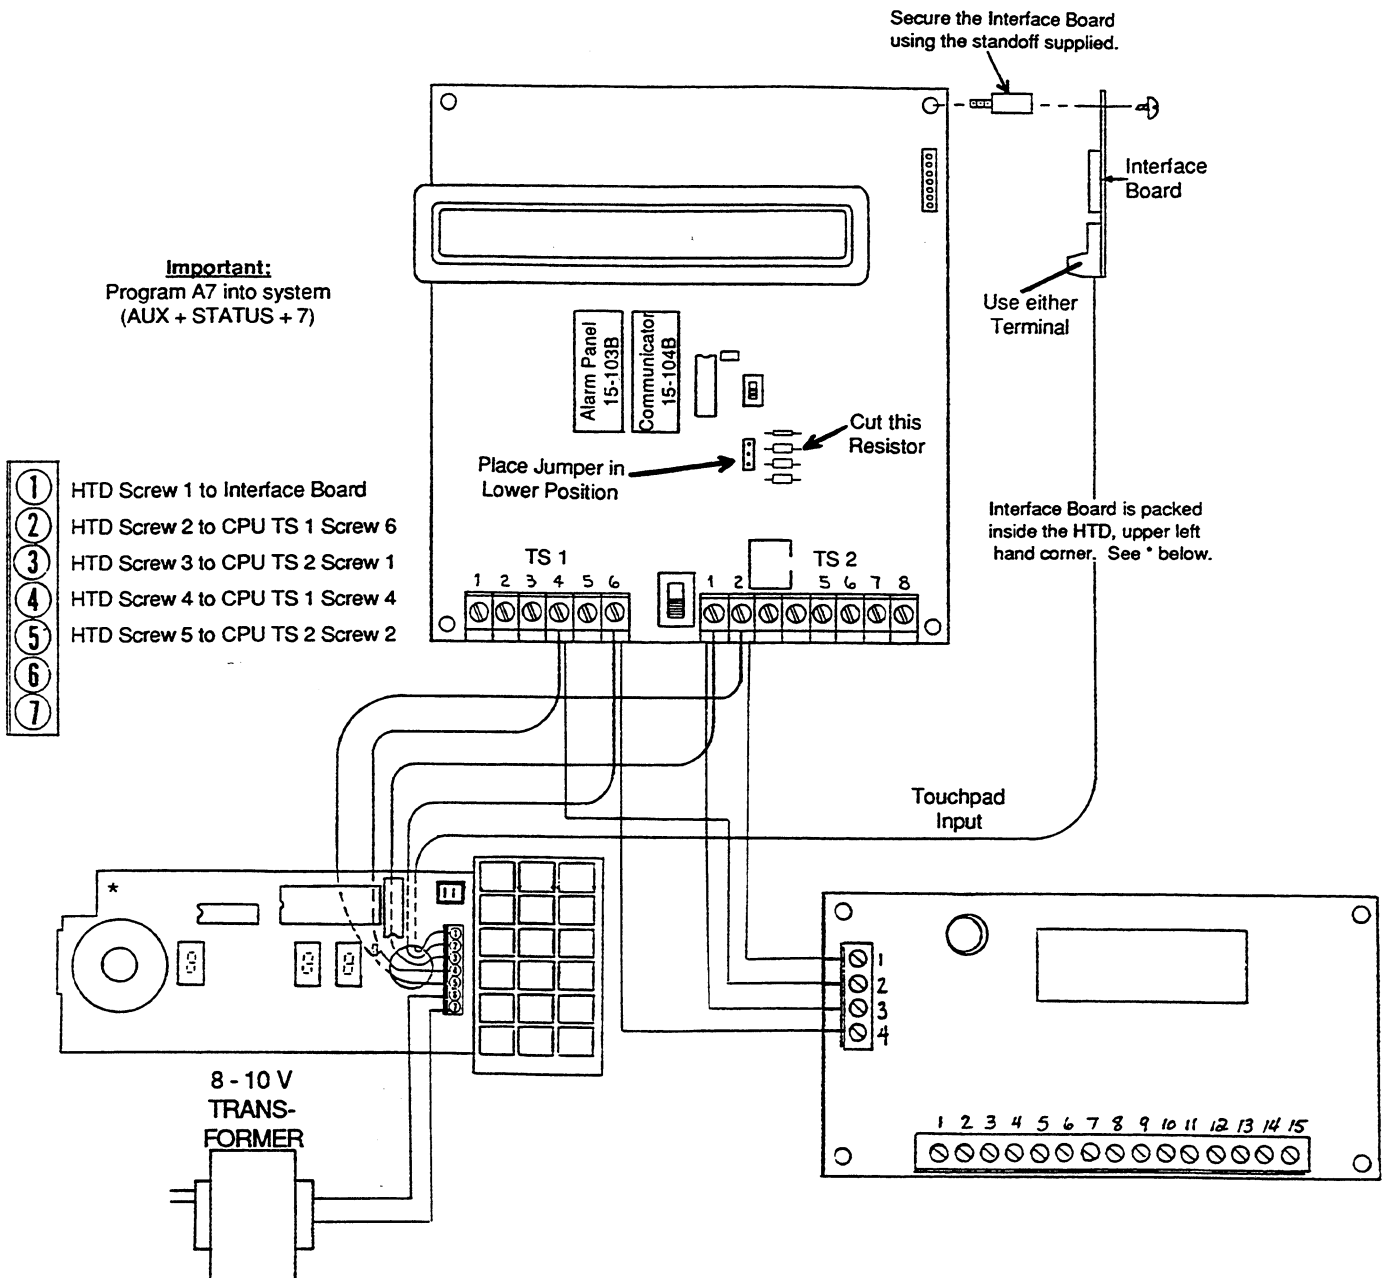 Secure the Interface Board
using the standoff supplied.
Interface
Board
Important:
Program A7 into system
(AUX + STATUS + 7)
Use either
Terminal
Alarm Panel
15-103B
Communicator
15-104B
Cut this
Resistor
Place Jumper in
Lower Position
1 HTD Screw 1 to Interface Board
2 HTD Screw 2 to CPU TS 1 Screw 6
3 HTD Screw 3 to CPU TS 2 Screw 1
4 HTD Screw 4 to CPU TS 1 Screw 4
5 HTD Screw 5 to CPU TS 2 Screw 2
6
7
Interface Board is packed
inside the HTD, upper left
hand corner. See * below.
TS 1
1 2 3 4 5 6
TS 2
1 2 5 6 7 8
Touchpad
Input
*
1
2
3
4
5
6
7
1
2
3
4
8 - 10 V
TRANS-
FORMER
1 2 3 4 5 6 7 8 9 10 11 12 13 14 15